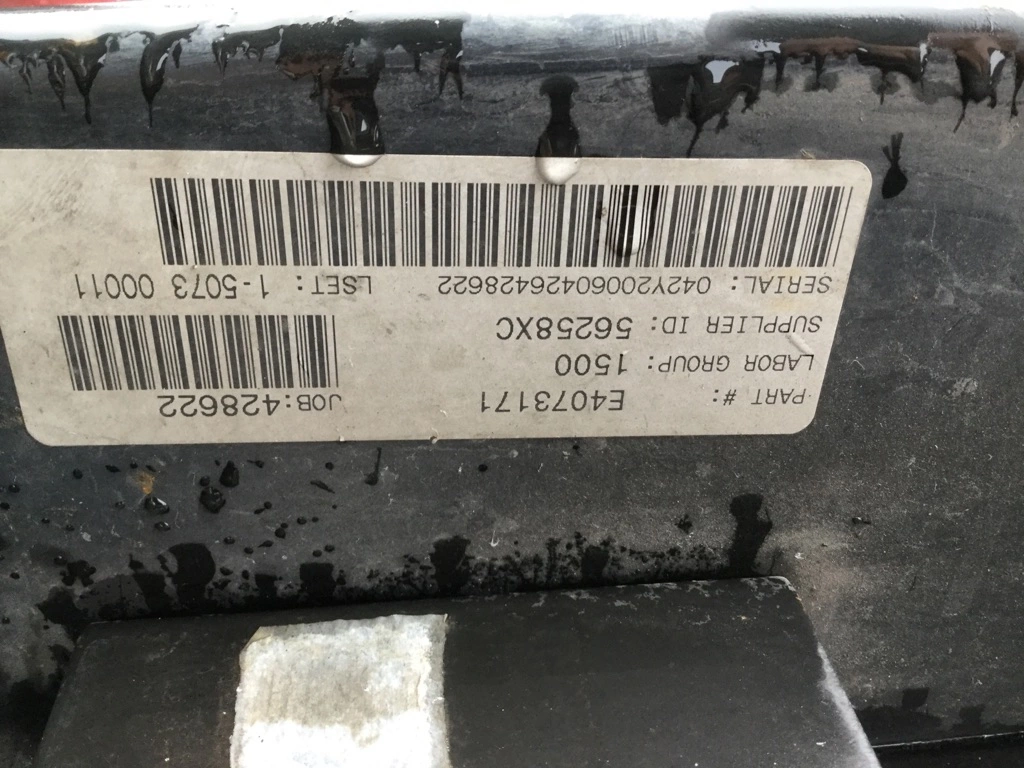 PART #: E4073171 JOB:428622
LABOR GROUP: 1500
SUPPLIER ID: 56258XC
SERIAL: 042Y20060426428622 LSET: 1-5073 00011